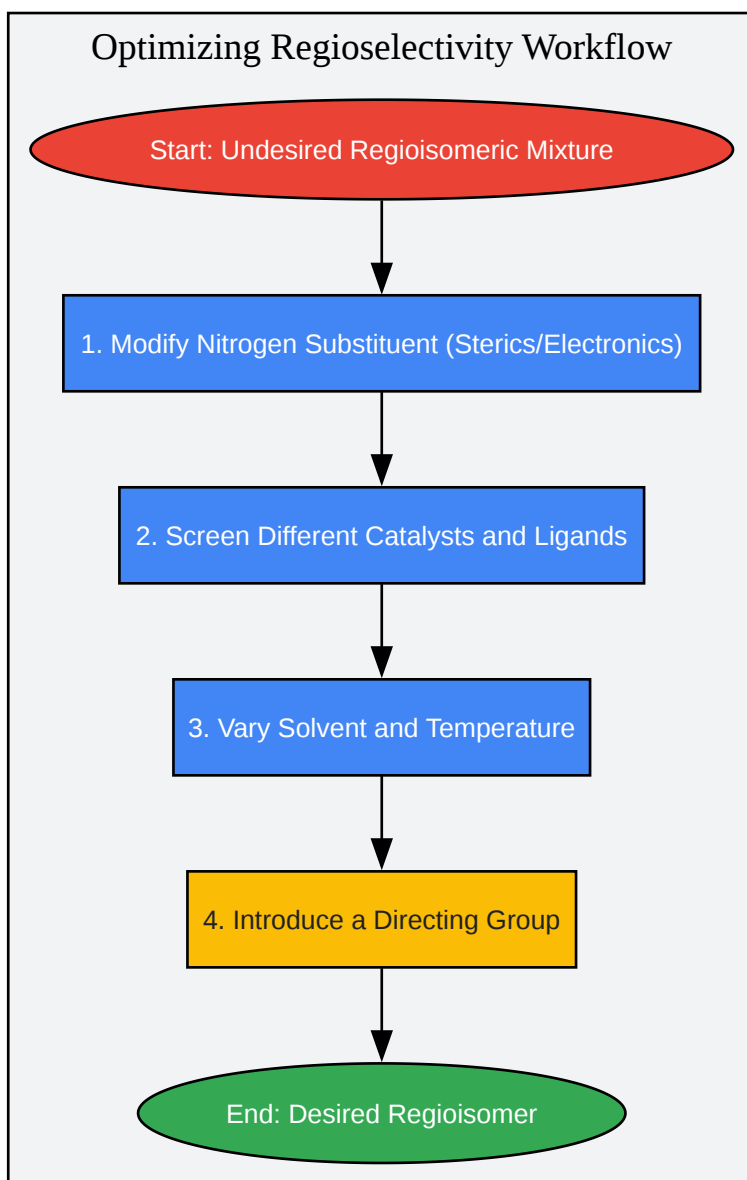 Optimizing Regioselectivity Workflow
Start: Undesired Regioisomeric Mixture
1. Modify Nitrogen Substituent (Sterics/Electronics)
2. Screen Different Catalysts and Ligands
3. Vary Solvent and Temperature
4. Introduce a Directing Group
End: Desired Regioisomer